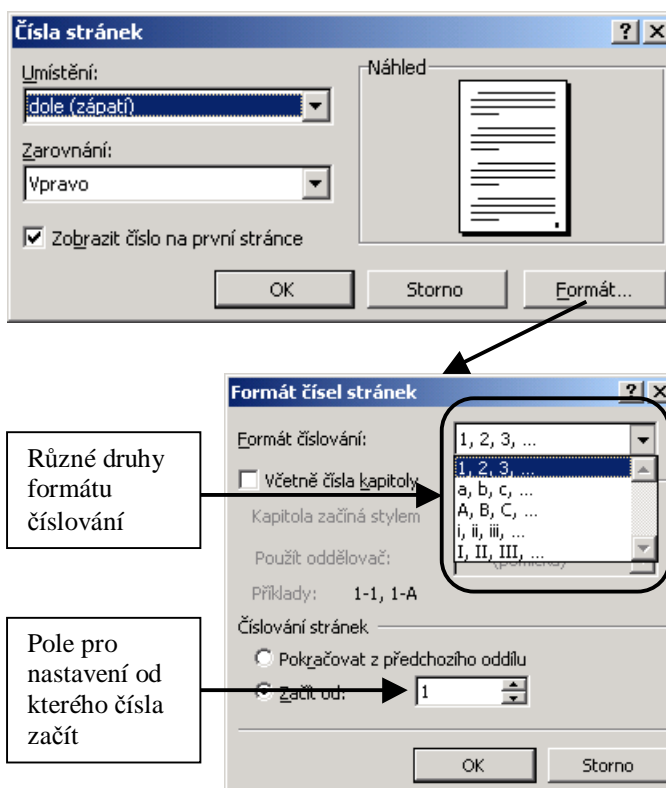 Čísla stránek
Umístění:
dole (zápatí)
Zarovnání:
Vpravo
Zobrazit číslo na první stránce
Náhled
OK
Storno
Formát...
Formát čísel stránek
Formát číslování:
1, 2, 3, ...
1, 2, 3, ...
a, b, c, ...
A, B, C, ...
i, ii, iii, ...
I, II, III, ...
Včetně čísla kapitoly
Kapitola začíná stylem
Použít oddělovač:
(pomlčka)
Příklady: 1-1, 1-A
Číslování stránek
Pokračovat z předchozího oddílu
Začít od:
1
OK
Storno
Různé druhy
formátu
číslování
Pole pro
nastavení od
kterého čísla
začít